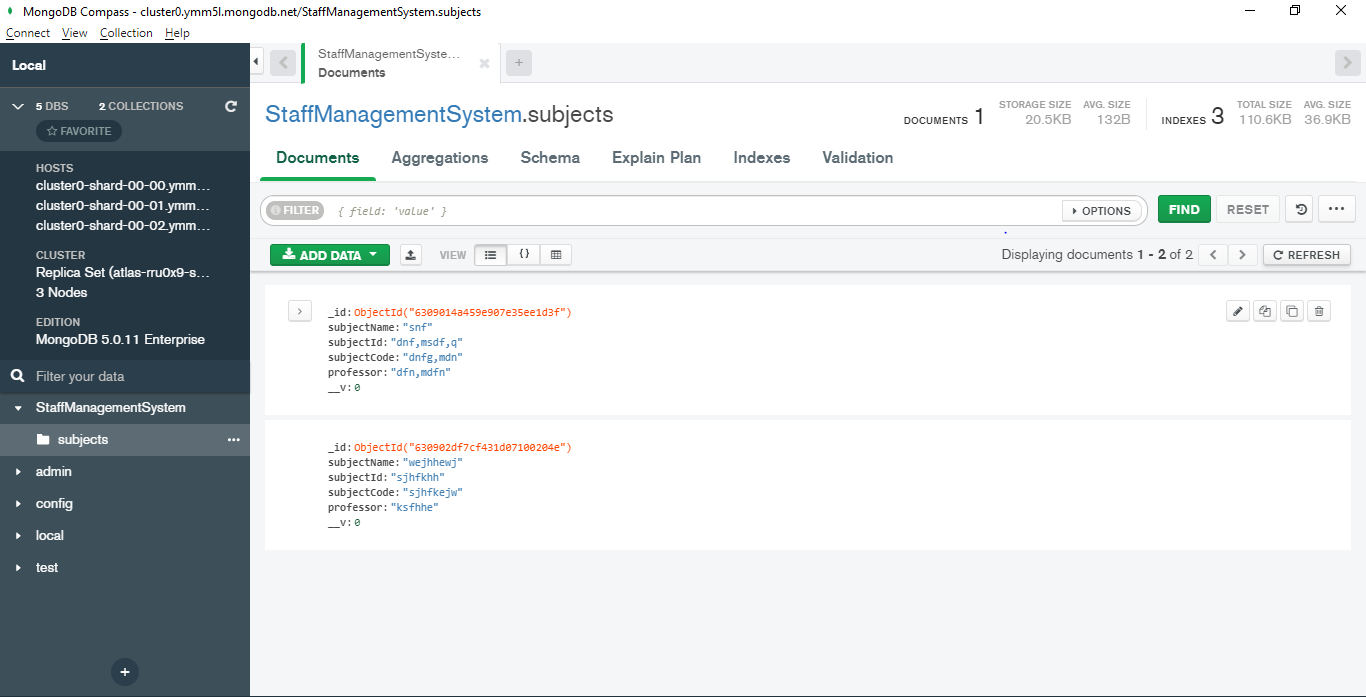 MongoDB Compass - cluster0.ymm5l.mongodb.net/StaffManagementSystem.subjects
Connect View Collection Help
Local
5 DBS 2 COLLECTIONS
FAVORITE
HOSTS
cluster0-shard-00-00.ymm...
cluster0-shard-00-01.ymm...
cluster0-shard-00-02.ymm...
CLUSTER
Replica Set (atlas-rru0x9-s...
3 Nodes
EDITION
MongoDB 5.0.11 Enterprise
Filter your data
StaffManagementSystem
subjects
admin
config
local
test
StaffManagementSyste...
Documents
StaffManagementSystem.subjects
DOCUMENTS 1 STORAGE SIZE 20.5KB AVG. SIZE 132B INDEXES 3 TOTAL SIZE 110.6KB AVG. SIZE 36.9KB
Documents Aggregations Schema Explain Plan Indexes Validation
FILTER { field: 'value' } OPTIONS FIND RESET
ADD DATA VIEW {} Displaying documents 1 - 2 of 2 REFRESH
_id: ObjectId("6309014a459e907e35ee1d3f")
subjectName: "snf"
subjectId: "dnf,msdf,q"
subjectCode: "dnfg,mdn"
professor: "dfn,mdfn"
__v: 0
_id: ObjectId("630902df7cf431d07100204e")
subjectName: "wejhhewj"
subjectId: "sjhfkhh"
subjectCode: "sjhfkejw"
professor: "ksfhhe"
__v: 0